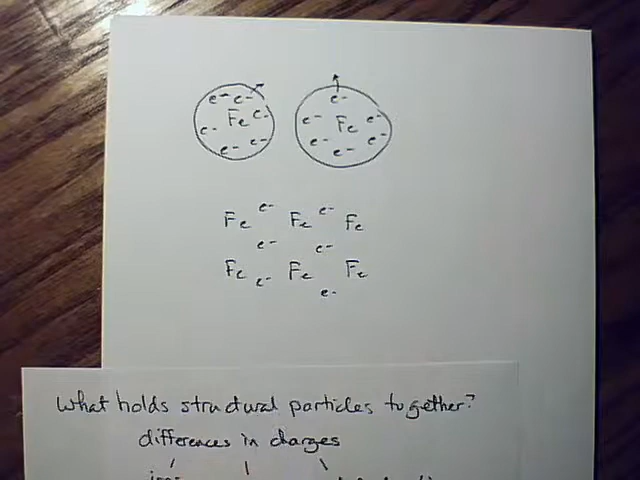 e- e-
e- Fe e-
e- e-
e-
e- Fe e-
e- e-
e-
e- e-
Fe Fe Fe
e- e-
Fe e- Fe Fe
e-
What holds structural particles together?
differences in charges